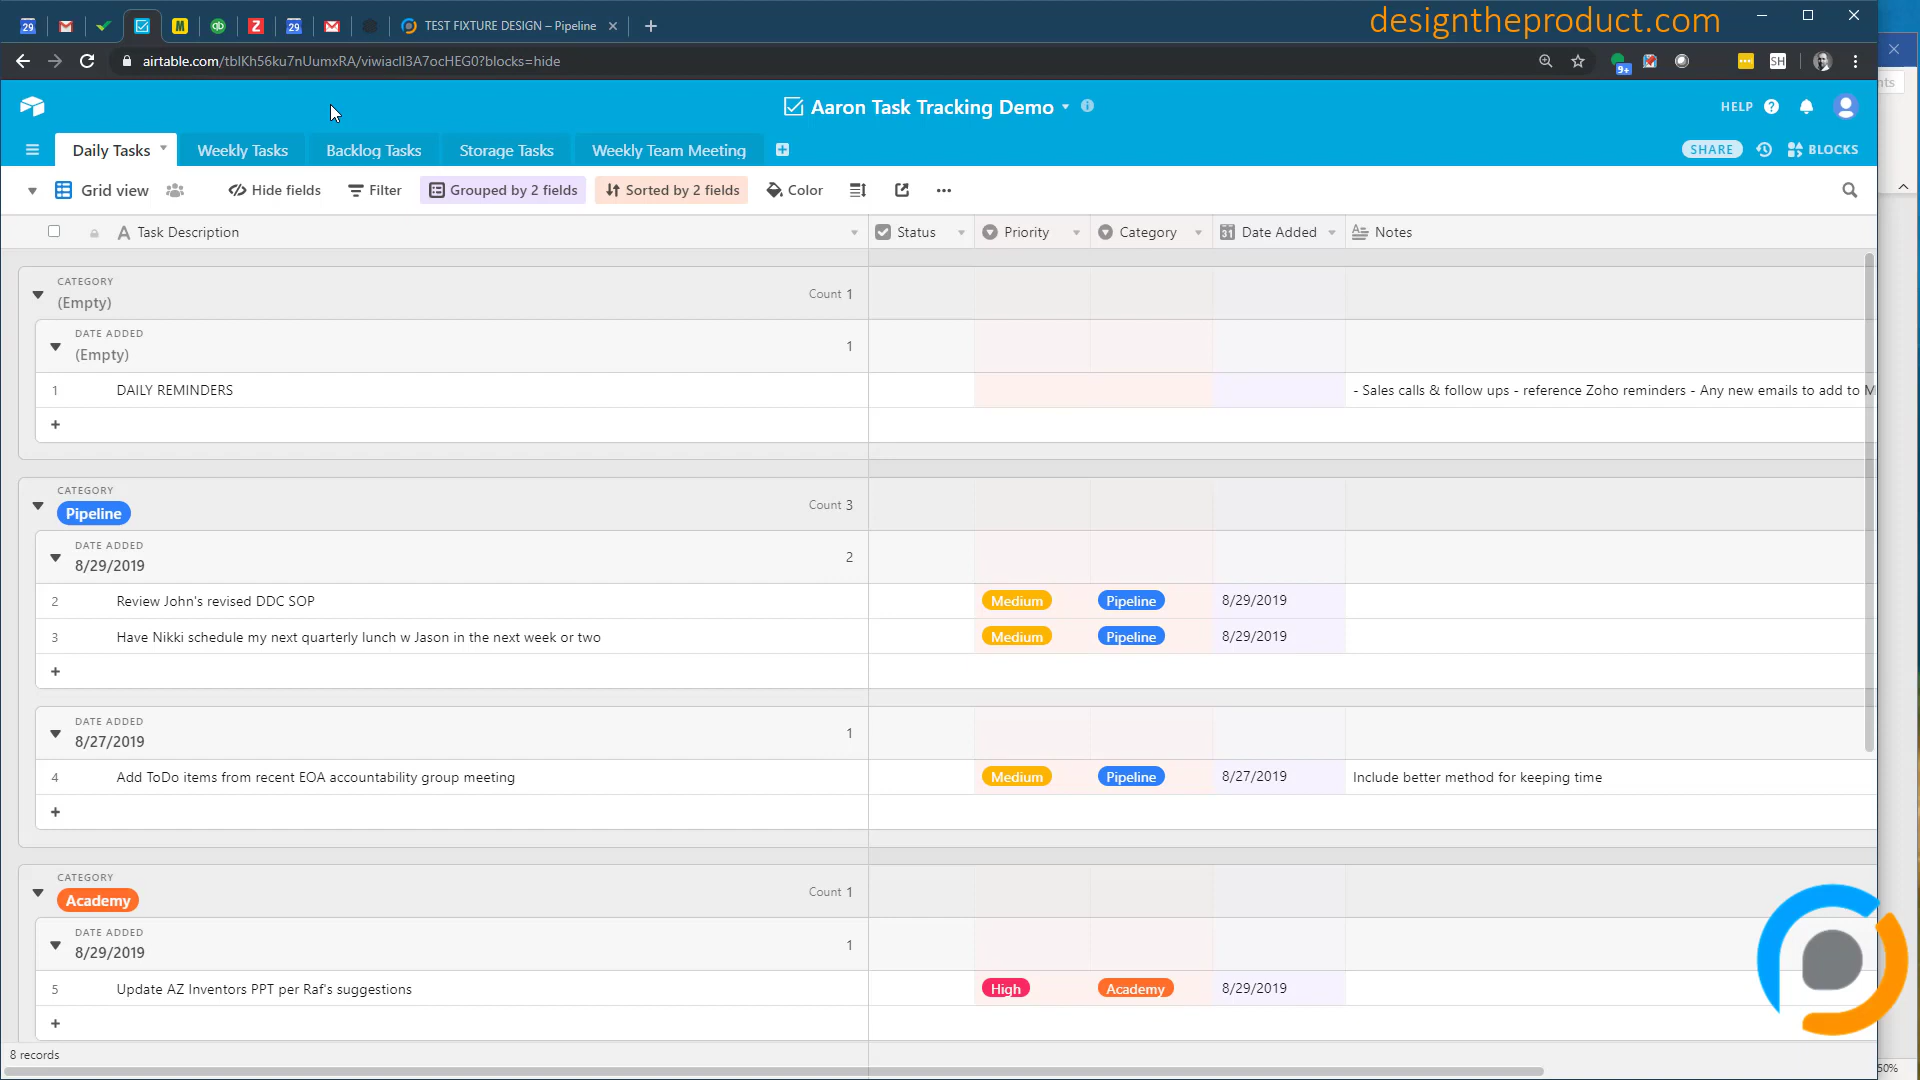 designtheproduct.com
29
M
Z
29
TEST FIXTURE DESIGN – Pipeline
airtable.com/tblKh56ku7nUumxRA/viwiacll3A7ocHEG0?blocks=hide
9+
SH
nts
Aaron Task Tracking Demo
HELP
Daily Tasks
Weekly Tasks
Backlog Tasks
Storage Tasks
Weekly Team Meeting
SHARE
BLOCKS
Grid view
Hide fields
Filter
Grouped by 2 fields
Sorted by 2 fields
Color
Task Description
Status
Priority
Category
31
Date Added
Notes
CATEGORY
(Empty)
Count 1
DATE ADDED
(Empty)
1
1 DAILY REMINDERS - Sales calls & follow ups - reference Zoho reminders - Any new emails to add to M
CATEGORY
Pipeline
Count 3
DATE ADDED
8/29/2019
2
2 Review John's revised DDC SOP Medium Pipeline 8/29/2019
3 Have Nikki schedule my next quarterly lunch w Jason in the next week or two Medium Pipeline 8/29/2019
DATE ADDED
8/27/2019
1
4 Add ToDo items from recent EOA accountability group meeting Medium Pipeline 8/27/2019 Include better method for keeping time
CATEGORY
Academy
Count 1
DATE ADDED
8/29/2019
1
5 Update AZ Inventors PPT per Raf's suggestions High Academy 8/29/2019
8 records
50%